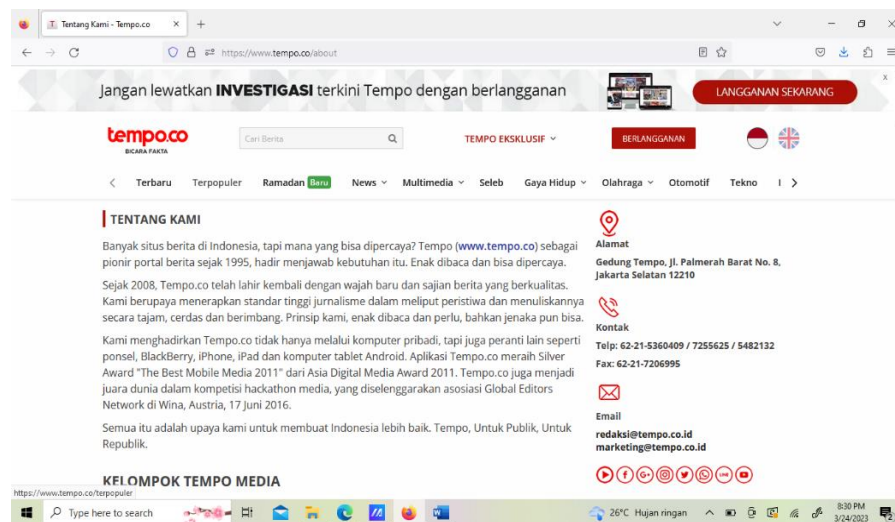 Tentang Kami - Tempo.co
https://www.tempo.co/about
Jangan lewatkan INVESTIGASI terkini Tempo dengan berlangganan
LANGGANAN SEKARANG
X
tempo.co
BICARA FAKTA
Cari Berita
TEMPO EKSKLUSIF
BERLANGGANAN
Terbaru Terpopuler Ramadan Baru News Multimedia Seleb Gaya Hidup Olahraga Otomotif Tekno
TENTANG KAMI
Banyak situs berita di Indonesia, tapi mana yang bisa dipercaya? Tempo (www.tempo.co) sebagai
pionir portal berita sejak 1995, hadir menjawab kebutuhan itu. Enak dibaca dan bisa dipercaya.
Sejak 2008, Tempo.co telah lahir kembali dengan wajah baru dan sajian berita yang berkualitas.
Kami berupaya menerapkan standar tinggi jurnalisme dalam meliput peristiwa dan menuliskannya
secara tajam, cerdas dan berimbang. Prinsip kami, enak dibaca dan perlu, bahkan jenaka pun bisa.
Kami menghadirkan Tempo.co tidak hanya melalui komputer pribadi, tapi juga peranti lain seperti
ponsel, BlackBerry, iPhone, iPad dan komputer tablet Android. Aplikasi Tempo.co meraih Silver
Award "The Best Mobile Media 2011" dari Asia Digital Media Award 2011. Tempo.co juga menjadi
juara dunia dalam kompetisi hackathon media, yang diselenggarakan asosiasi Global Editors
Network di Wina, Austria, 17 Juni 2016.
Semua itu adalah upaya kami untuk membuat Indonesia lebih baik. Tempo, Untuk Publik, Untuk
Republik.
KELOMPOK TEMPO MEDIA
Alamat
Gedung Tempo, Jl. Palmerah Barat No. 8,
Jakarta Selatan 12210
Kontak
Telp: 62-21-5360409 / 7255625 / 5482132
Fax: 62-21-7206995
Email
redaksi@tempo.co.id
marketing@tempo.co.id
https://www.tempo.co/terpopuler
Type here to search
26°C Hujan ringan
8:30 PM
3/24/2023